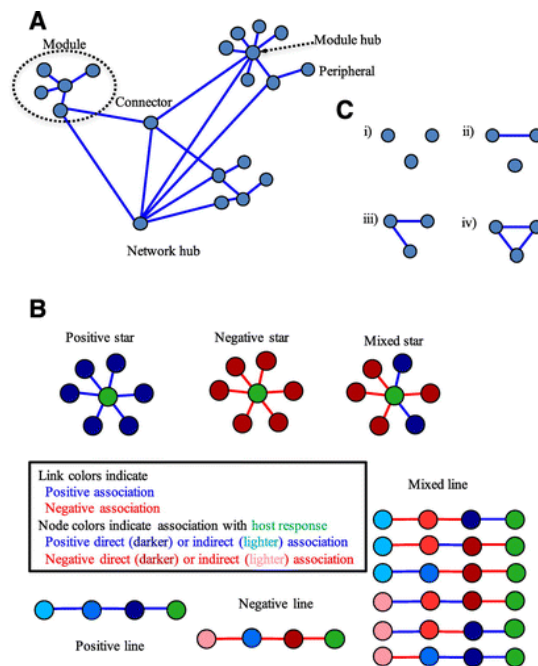 A
Module
Module hub
Connector
Peripheral
C
i)
ii)
iii)
iv)
Network hub
B
Positive star
Negative star
Mixed star
Link colors indicate
Positive association
Negative association
Node colors indicate association with host response
Positive direct (darker) or indirect (lighter) association
Negative direct (darker) or indirect (lighter) association
Mixed line
Positive line
Negative line